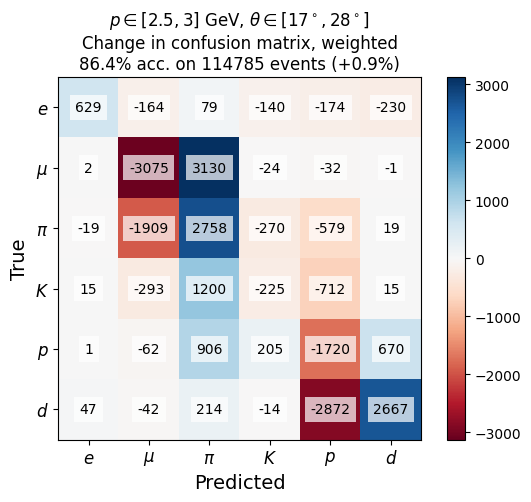 p ∈ [2.5, 3] GeV, θ ∈ [17°, 28°]
Change in confusion matrix, weighted
86.4% acc. on 114785 events (+0.9%)
True
e 629 -164 79 -140 -174 -230
μ 2 -3075 3130 -24 -32 -1
π -19 -1909 2758 -270 -579 19
K 15 -293 1200 -225 -712 15
p 1 -62 906 205 -1720 670
d 47 -42 214 -14 -2872 2667
e μ π K p d
Predicted
3000
2000
1000
0
−1000
−2000
−3000